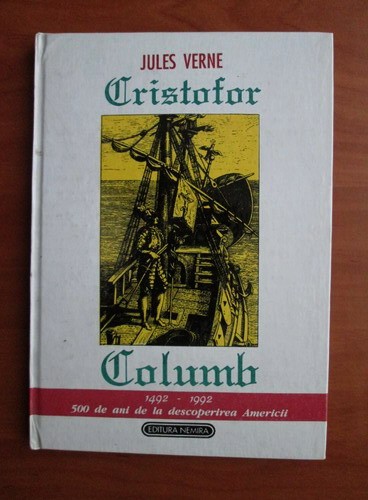 JULES VERNE
Cristofor
Columb
1492 - 1992
500 de ani de la descoperirea Americii
EDITURA NEMIRA